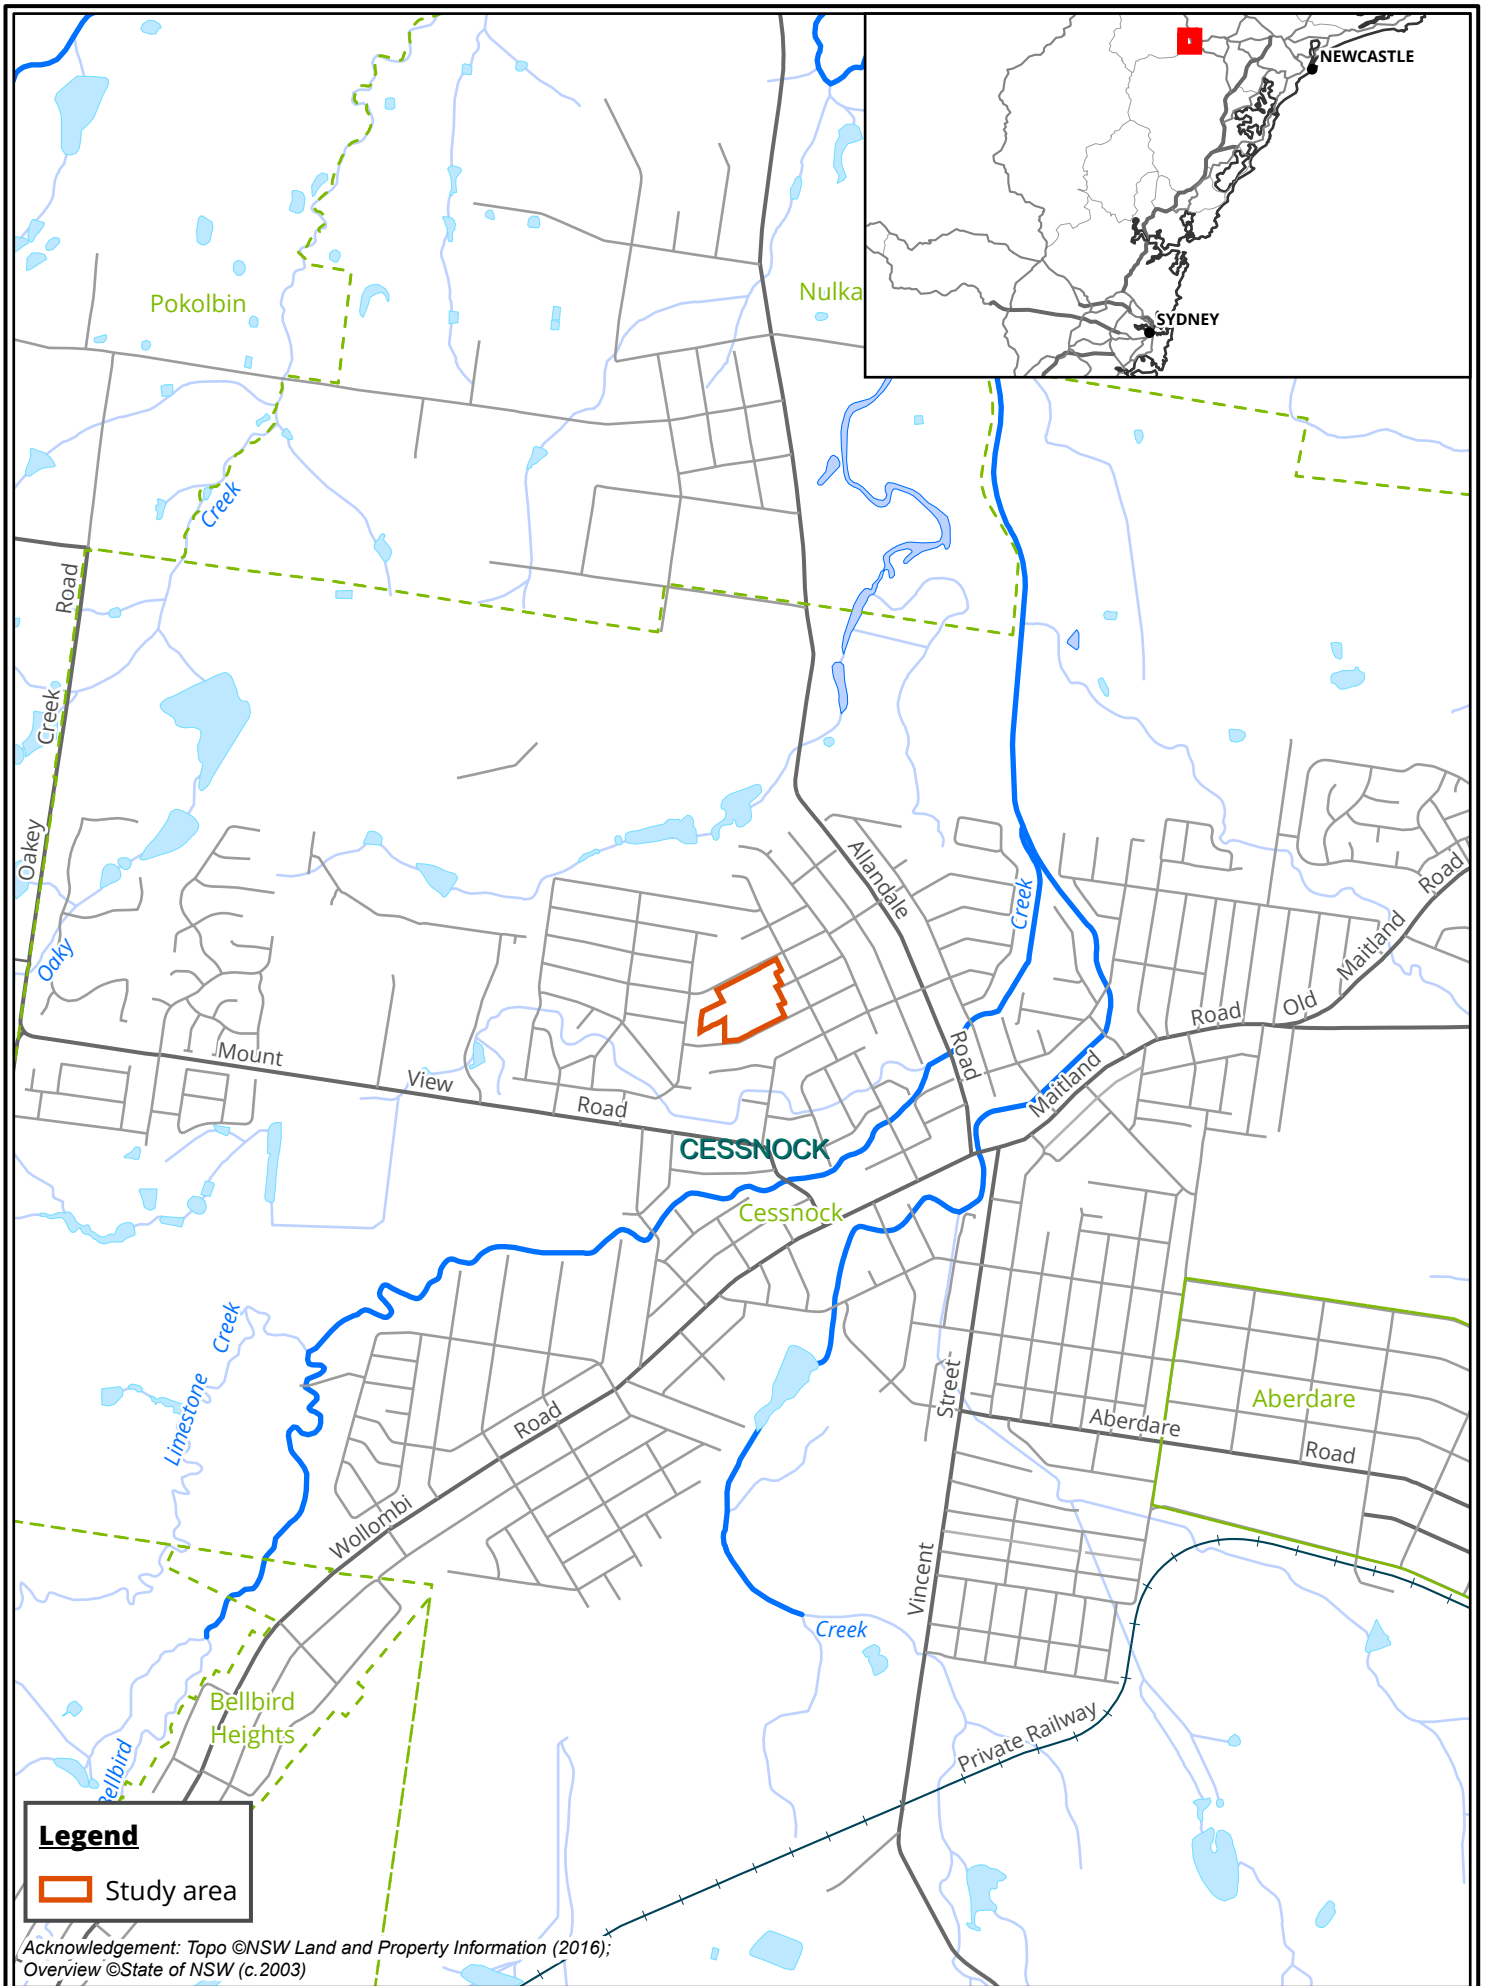 NEWCASTLE
SYDNEY
Pokolbin
Nulka
Creek
Road
Creek
Oakey
Oaky
Allandale
Road
Creek
Road
Maitland
Old
Road
Maitland
Mount
View
Road
CESSNOCK
Cessnock
Limestone
Creek
Road
Wollombi
Street
Vincent
Aberdare
Aberdare
Road
Creek
Private Railway
Bellbird
Heights
Bellbird
Legend
Study area
Acknowledgement: Topo ©NSW Land and Property Information (2016);
Overview ©State of NSW (c.2003)